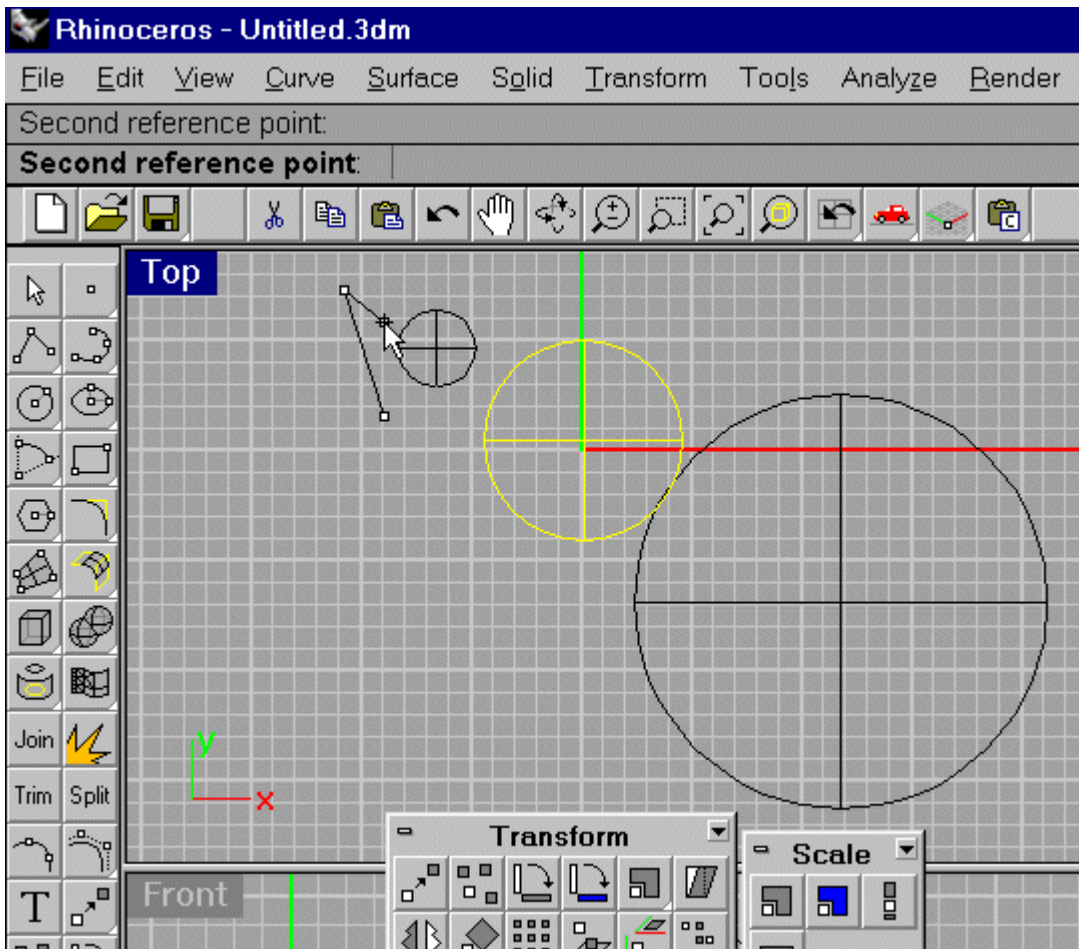 Rhinoceros - Untitled.3dm
File Edit View Curve Surface Solid Transform Tools Analyze Render
Second reference point:
Second reference point:
C
Top
Join
Trim Split
y
x
Transform
Scale
T
Front